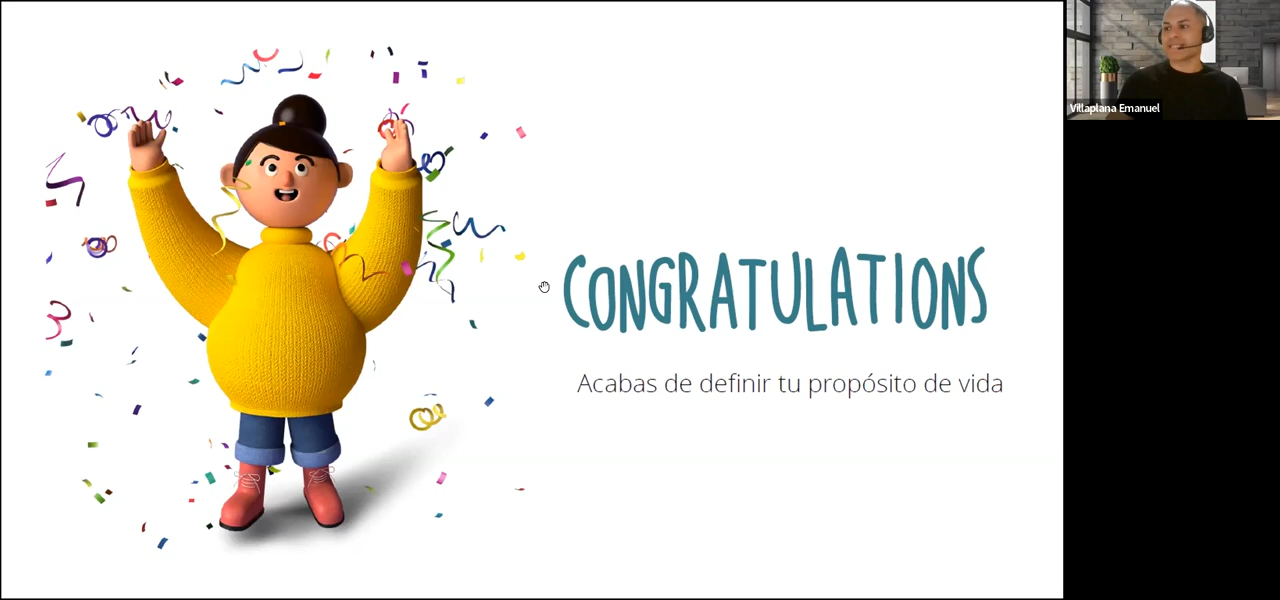 CONGRATULATIONS
Acabas de definir tu propósito de vida
Villaplana Emanuel